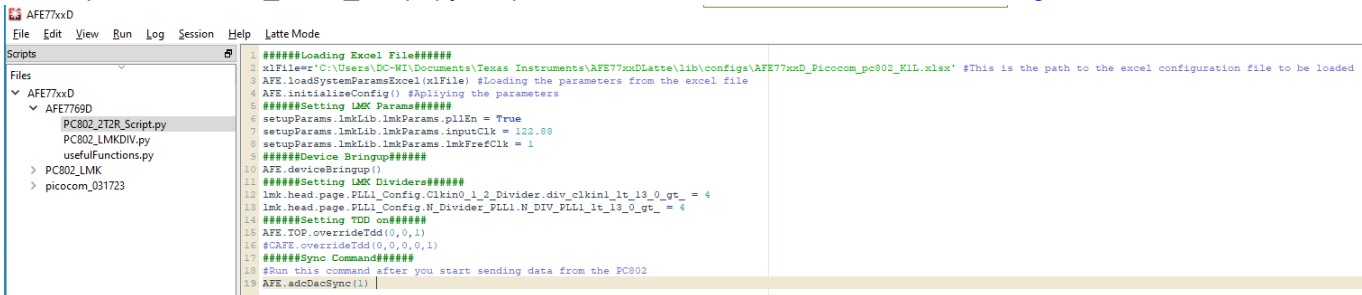 AFE77xxD
File Edit View Run Log Session Help Latte Mode
Scripts
Files
AFE77xxD
AFE7769D
PC802_2T2R_Script.py
PC802_LMKDIV.py
usefulFunctions.py
PC802_LMK
picocom_031723
1 ######Loading Excel File######
2 xlFile=r'C:\Users\DC-WI\Documents\Texas Instruments\AFE77xxDLatte\lib\configs\AFE77xxD_Picocom_pc802_K1L.xlsx' #This is the path to the excel configuration file to be loaded
3 AFE.loadSystemParamsExcel(xlFile) #Loading the parameters from the excel file
4 AFE.initializeConfig() #Apliying the parameters
5 ######Setting LMK Params######
6 setupParams.lmkLib.lmkParams.pllEn = True
7 setupParams.lmkLib.lmkParams.inputClk = 122.88
8 setupParams.lmkLib.lmkParams.lmkFrefClk = 1
9 ######Device Bringup######
10 AFE.deviceBringup()
11 ######Setting LMK Dividers######
12 lmk.head.page.PLL1_Config.Clkin0_1_2_Divider.div_clkin1_lt_13_0_gt_ = 4
13 lmk.head.page.PLL1_Config.N_Divider_PLL1.N_DIV_PLL1_lt_13_0_gt_ = 4
14 ######Setting TDD on######
15 AFE.TOP.overrideTdd(0,0,1)
16 #CAFE.overrideTdd(0,0,0,0,1)
17 ######Sync Command######
18 #Run this command after you start sending data from the PC802
19 AFE.adcDacSync(1)